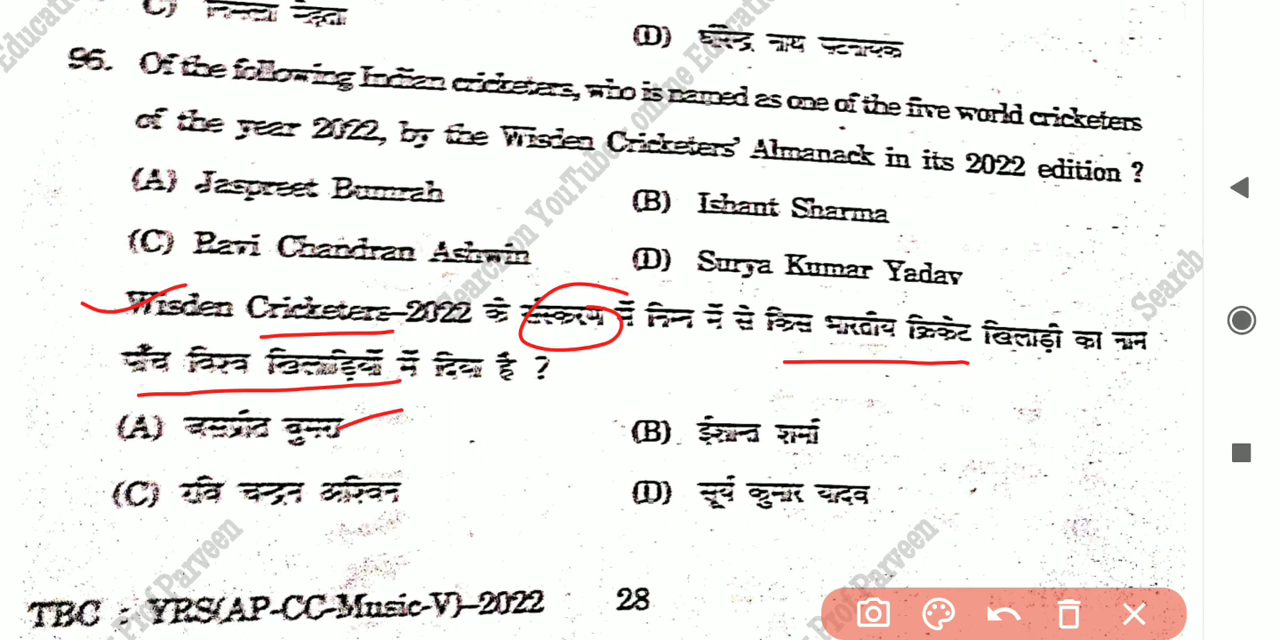 C) निर्मला मेहता
(D) धीरेन्द्र नाथ पटनायक
96. Of the following Indian cricketers, who is named as one of the five world cricketers
of the year 2022, by the Wisden Cricketers' Almanack in its 2022 edition ?
(A) Jaspreet Bumrah
(B) Ishant Sharma
(C) Ravi Chandran Ashwin
(D) Surya Kumar Yadav
Wisden Cricketers-2022 के संस्करण में निम्न में से किस भारतीय क्रिकेट खिलाड़ी का नाम
पाँच विश्व खिलाड़ियों में दिया है ?
(A) जसप्रीत बुमराह
(B) ईशान्त शर्मा
(C) रवि चन्द्रन अश्विन
(D) सूर्य कुमार यादव
TBC : YRS(AP-CC-Music-V)-2022
28
Search on YouTube online Education
Prof Parveen
Prof Parveen
Search